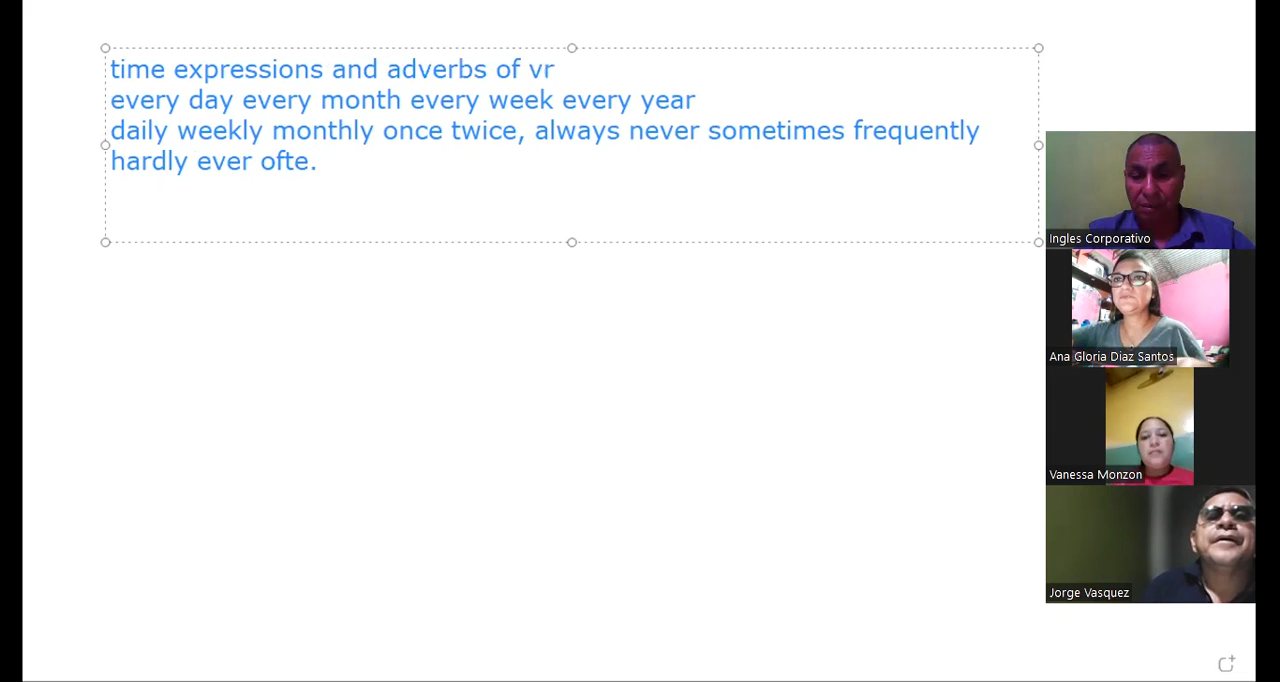 time expressions and adverbs of vr
every day every month every week every year
daily weekly monthly once twice, always never sometimes frequently
hardly ever ofte.
Ingles Corporativo
Ana Gloria Diaz Santos
Vanessa Monzon
Jorge Vasquez